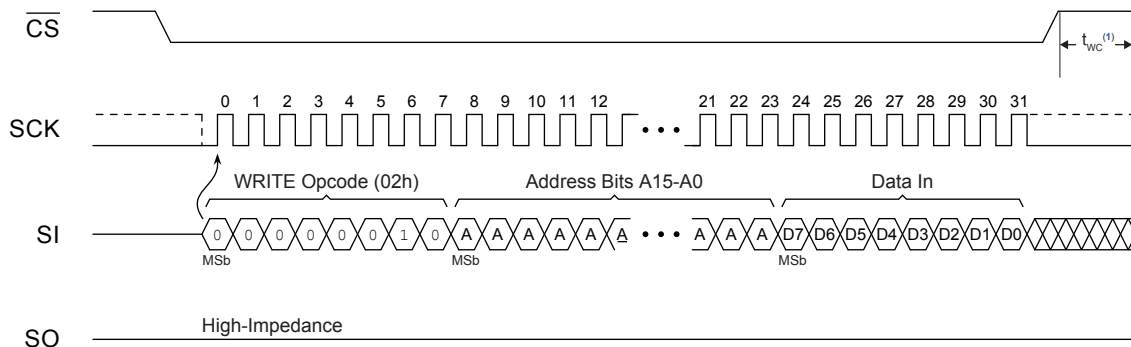 CS
t_WC(1)
0 1 2 3 4 5 6 7 8 9 10 11 12 21 22 23 24 25 26 27 28 29 30 31
SCK
• • •
WRITE Opcode (02h) Address Bits A15-A0 Data In
SI 0 0 0 0 0 0 1 0 A A A A A A • • • A A A D7 D6 D5 D4 D3 D2 D1 D0
MSb MSb MSb
High-Impedance
SO